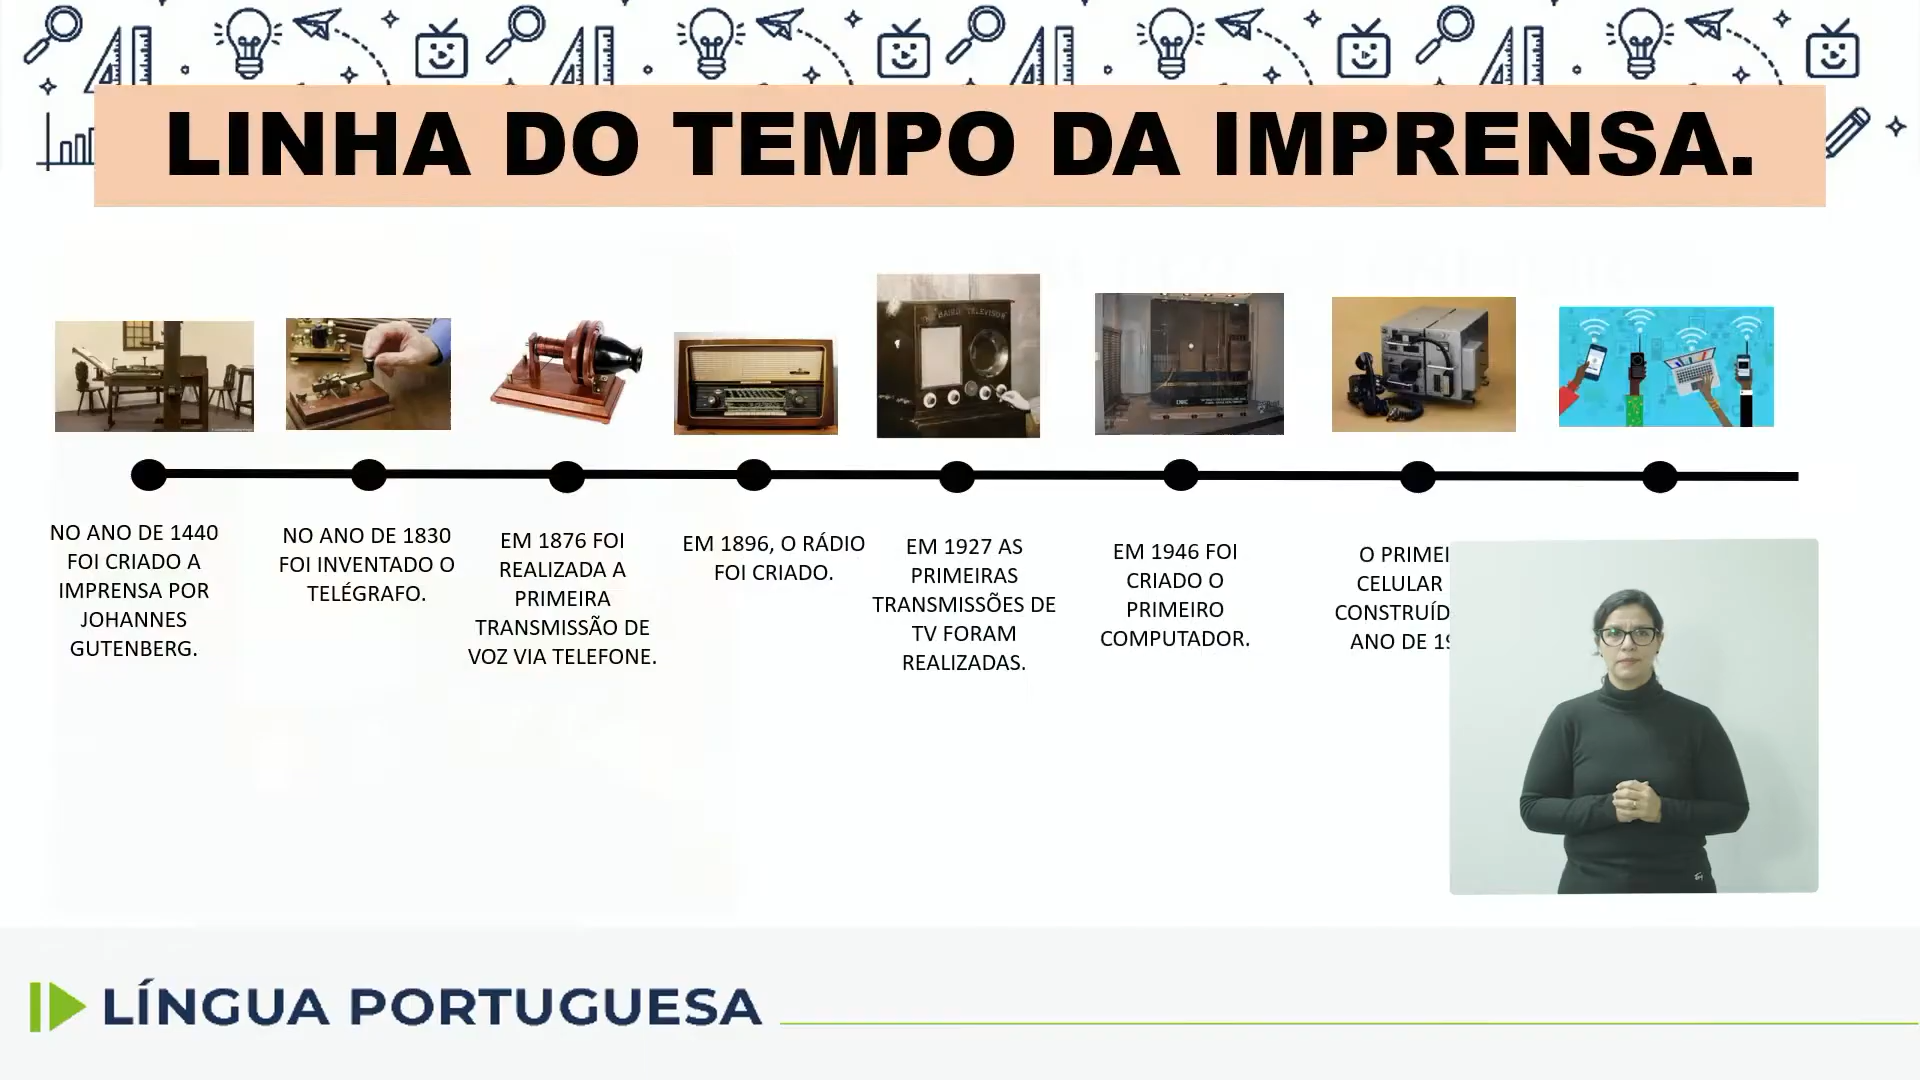 LINHA DO TEMPO DA IMPRENSA.
NO ANO DE 1440
FOI CRIADO A
IMPRENSA POR
JOHANNES
GUTENBERG.
NO ANO DE 1830
FOI INVENTADO O
TELÉGRAFO.
EM 1876 FOI
REALIZADA A
PRIMEIRA
TRANSMISSÃO DE
VOZ VIA TELEFONE.
EM 1896, O RÁDIO
FOI CRIADO.
EM 1927 AS
PRIMEIRAS
TRANSMISSÕES DE
TV FORAM
REALIZADAS.
EM 1946 FOI
CRIADO O
PRIMEIRO
COMPUTADOR.
O PRIMEI
CELULAR
CONSTRUÍD
ANO DE 19
LÍNGUA PORTUGUESA